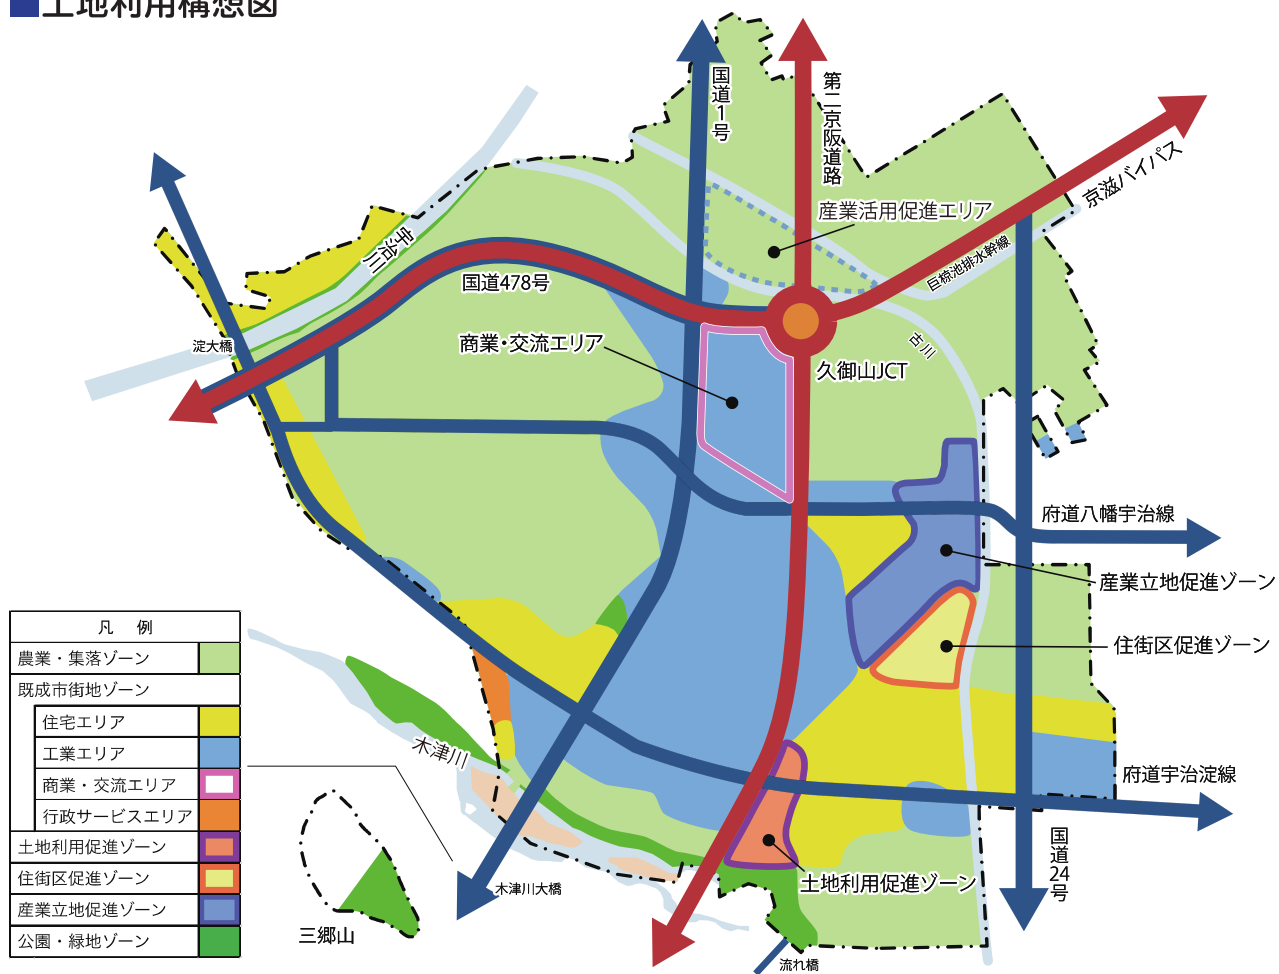 土地利用構想図
国道1号
第二京阪道路
京滋バイパス
産業活用促進エリア
宇治川
巨椋池排水幹線
国道478号
淀大橋
商業・交流エリア
古川
久御山JCT
府道八幡宇治線
産業立地促進ゾーン
住街区促進ゾーン
凡 例
農業・集落ゾーン
既成市街地ゾーン
住宅エリア
工業エリア
商業・交流エリア
行政サービスエリア
土地利用促進ゾーン
住街区促進ゾーン
産業立地促進ゾーン
公園・緑地ゾーン
木津川
府道宇治淀線
国道24号
土地利用促進ゾーン
木津川大橋
三郷山
流れ橋